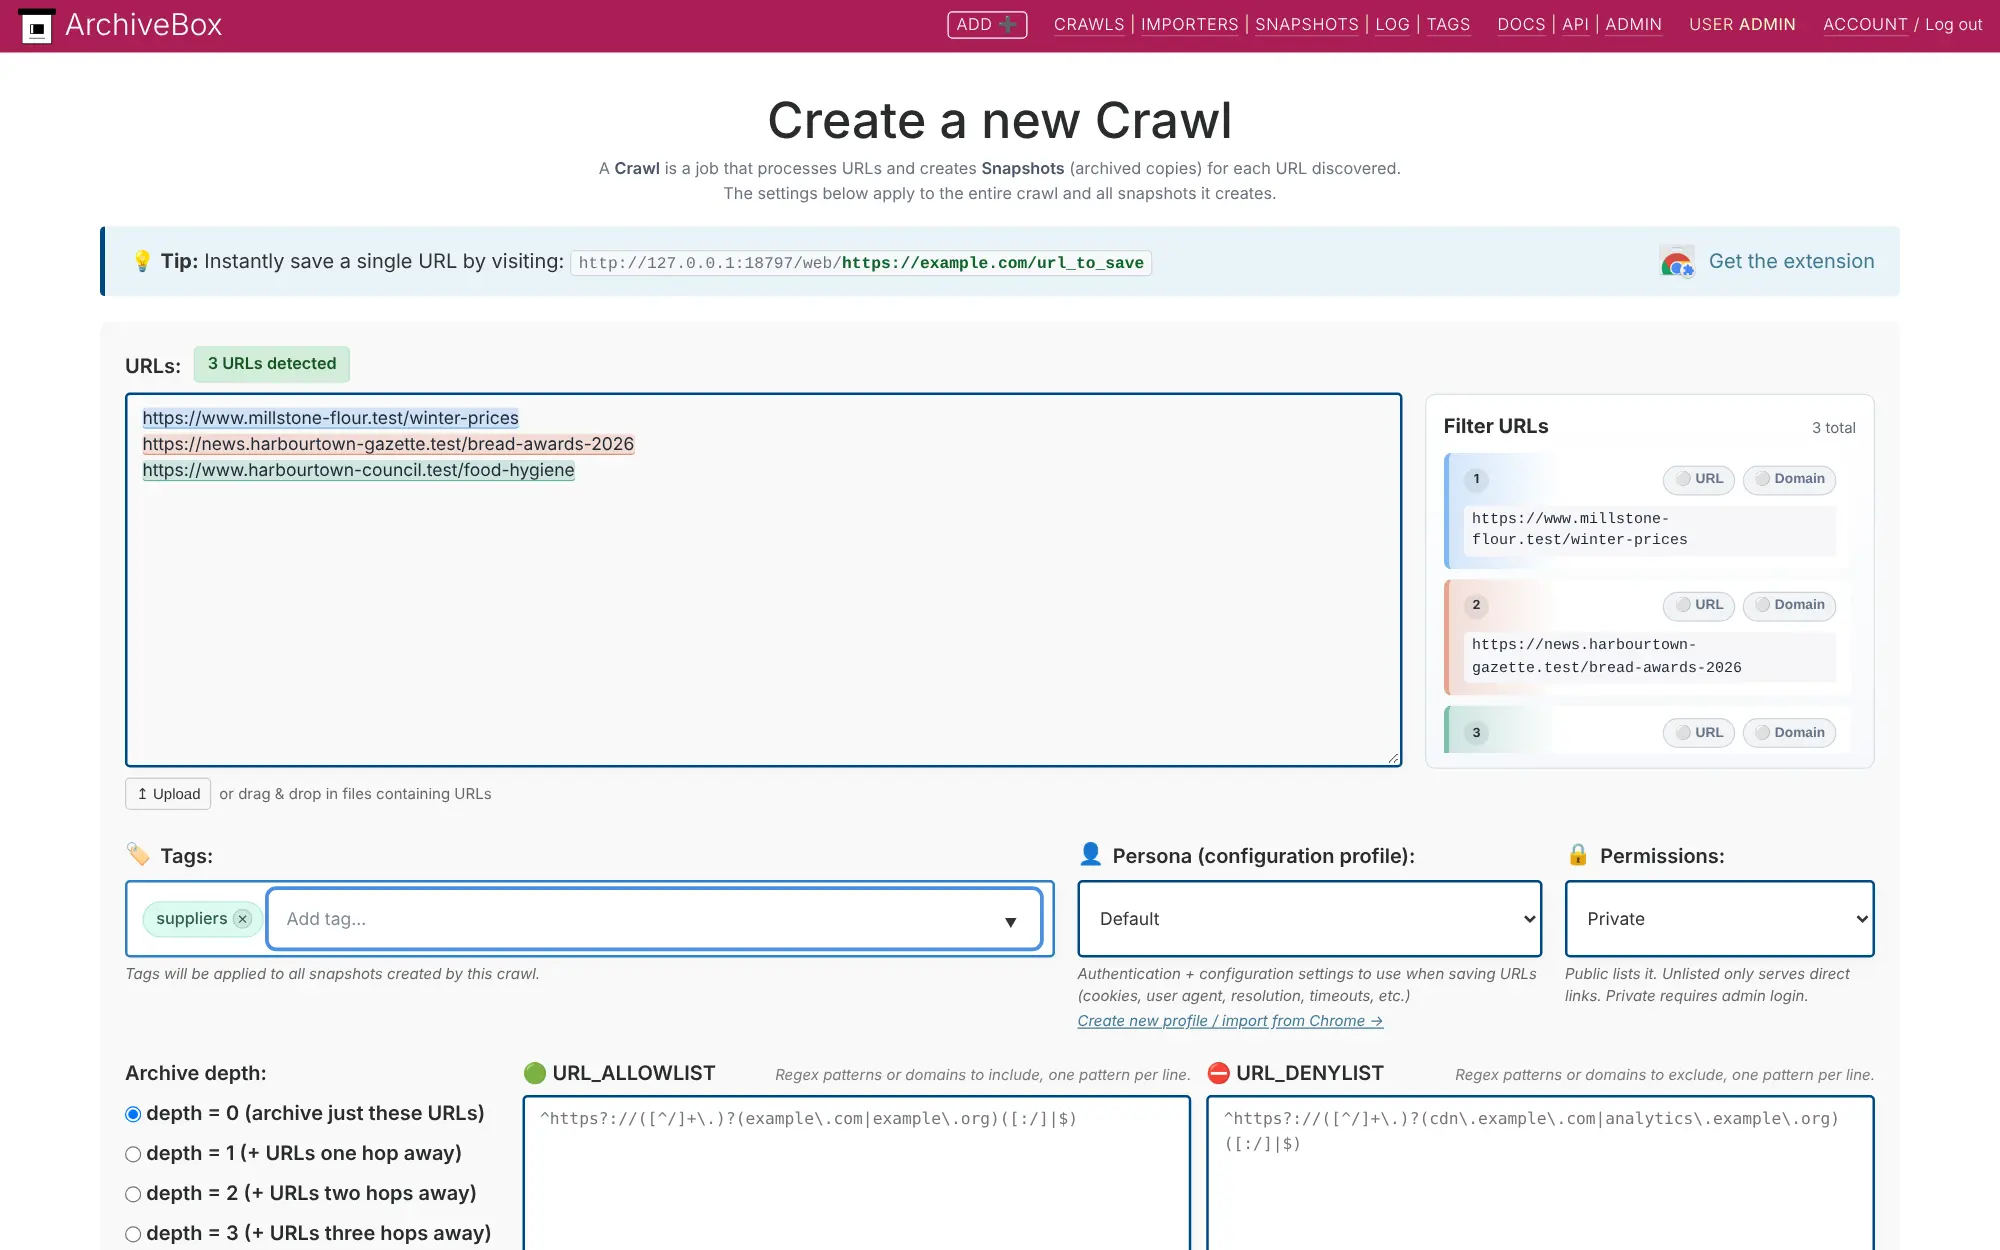 ArchiveBox
ADD ➕ CRAWLS | IMPORTERS | SNAPSHOTS | LOG | TAGS DOCS | API | ADMIN USER ADMIN ACCOUNT / Log out
Create a new Crawl
A Crawl is a job that processes URLs and creates Snapshots (archived copies) for each URL discovered.
The settings below apply to the entire crawl and all snapshots it creates.
💡 Tip: Instantly save a single URL by visiting: http://127.0.0.1:18797/web/https://example.com/url_to_save
Get the extension
URLs: 3 URLs detected
https://www.millstone-flour.test/winter-prices
https://news.harbourtown-gazette.test/bread-awards-2026
https://www.harbourtown-council.test/food-hygiene
Filter URLs 3 total
1 URL Domain
https://www.millstone-
flour.test/winter-prices
2 URL Domain
https://news.harbourtown-
gazette.test/bread-awards-2026
3 URL Domain
↥ Upload or drag & drop in files containing URLs
🏷️ Tags:
suppliers × Add tag... ▼
Tags will be applied to all snapshots created by this crawl.
👤 Persona (configuration profile):
Default
Authentication + configuration settings to use when saving URLs
(cookies, user agent, resolution, timeouts, etc.)
Create new profile / import from Chrome →
🔒 Permissions:
Private
Public lists it. Unlisted only serves direct
links. Private requires admin login.
Archive depth:
depth = 0 (archive just these URLs)
depth = 1 (+ URLs one hop away)
depth = 2 (+ URLs two hops away)
depth = 3 (+ URLs three hops away)
🟢 URL_ALLOWLIST Regex patterns or domains to include, one pattern per line.
^https?://([^/]+\.)?(example\.com|example\.org)([:/]|$)
⛔ URL_DENYLIST Regex patterns or domains to exclude, one pattern per line.
^https?://([^/]+\.)?(cdn\.example\.com|analytics\.example\.org)
([:/]|$)